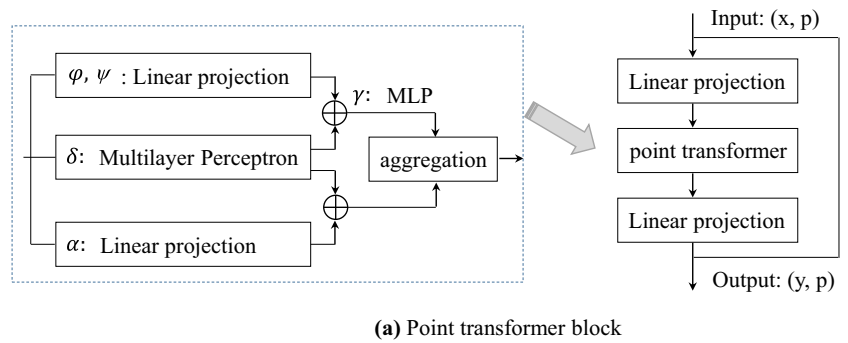 φ, ψ : Linear projection
γ: MLP
δ: Multilayer Perceptron
aggregation
α: Linear projection
Input: (x, p)
Linear projection
point transformer
Linear projection
Output: (y, p)
(a) Point transformer block